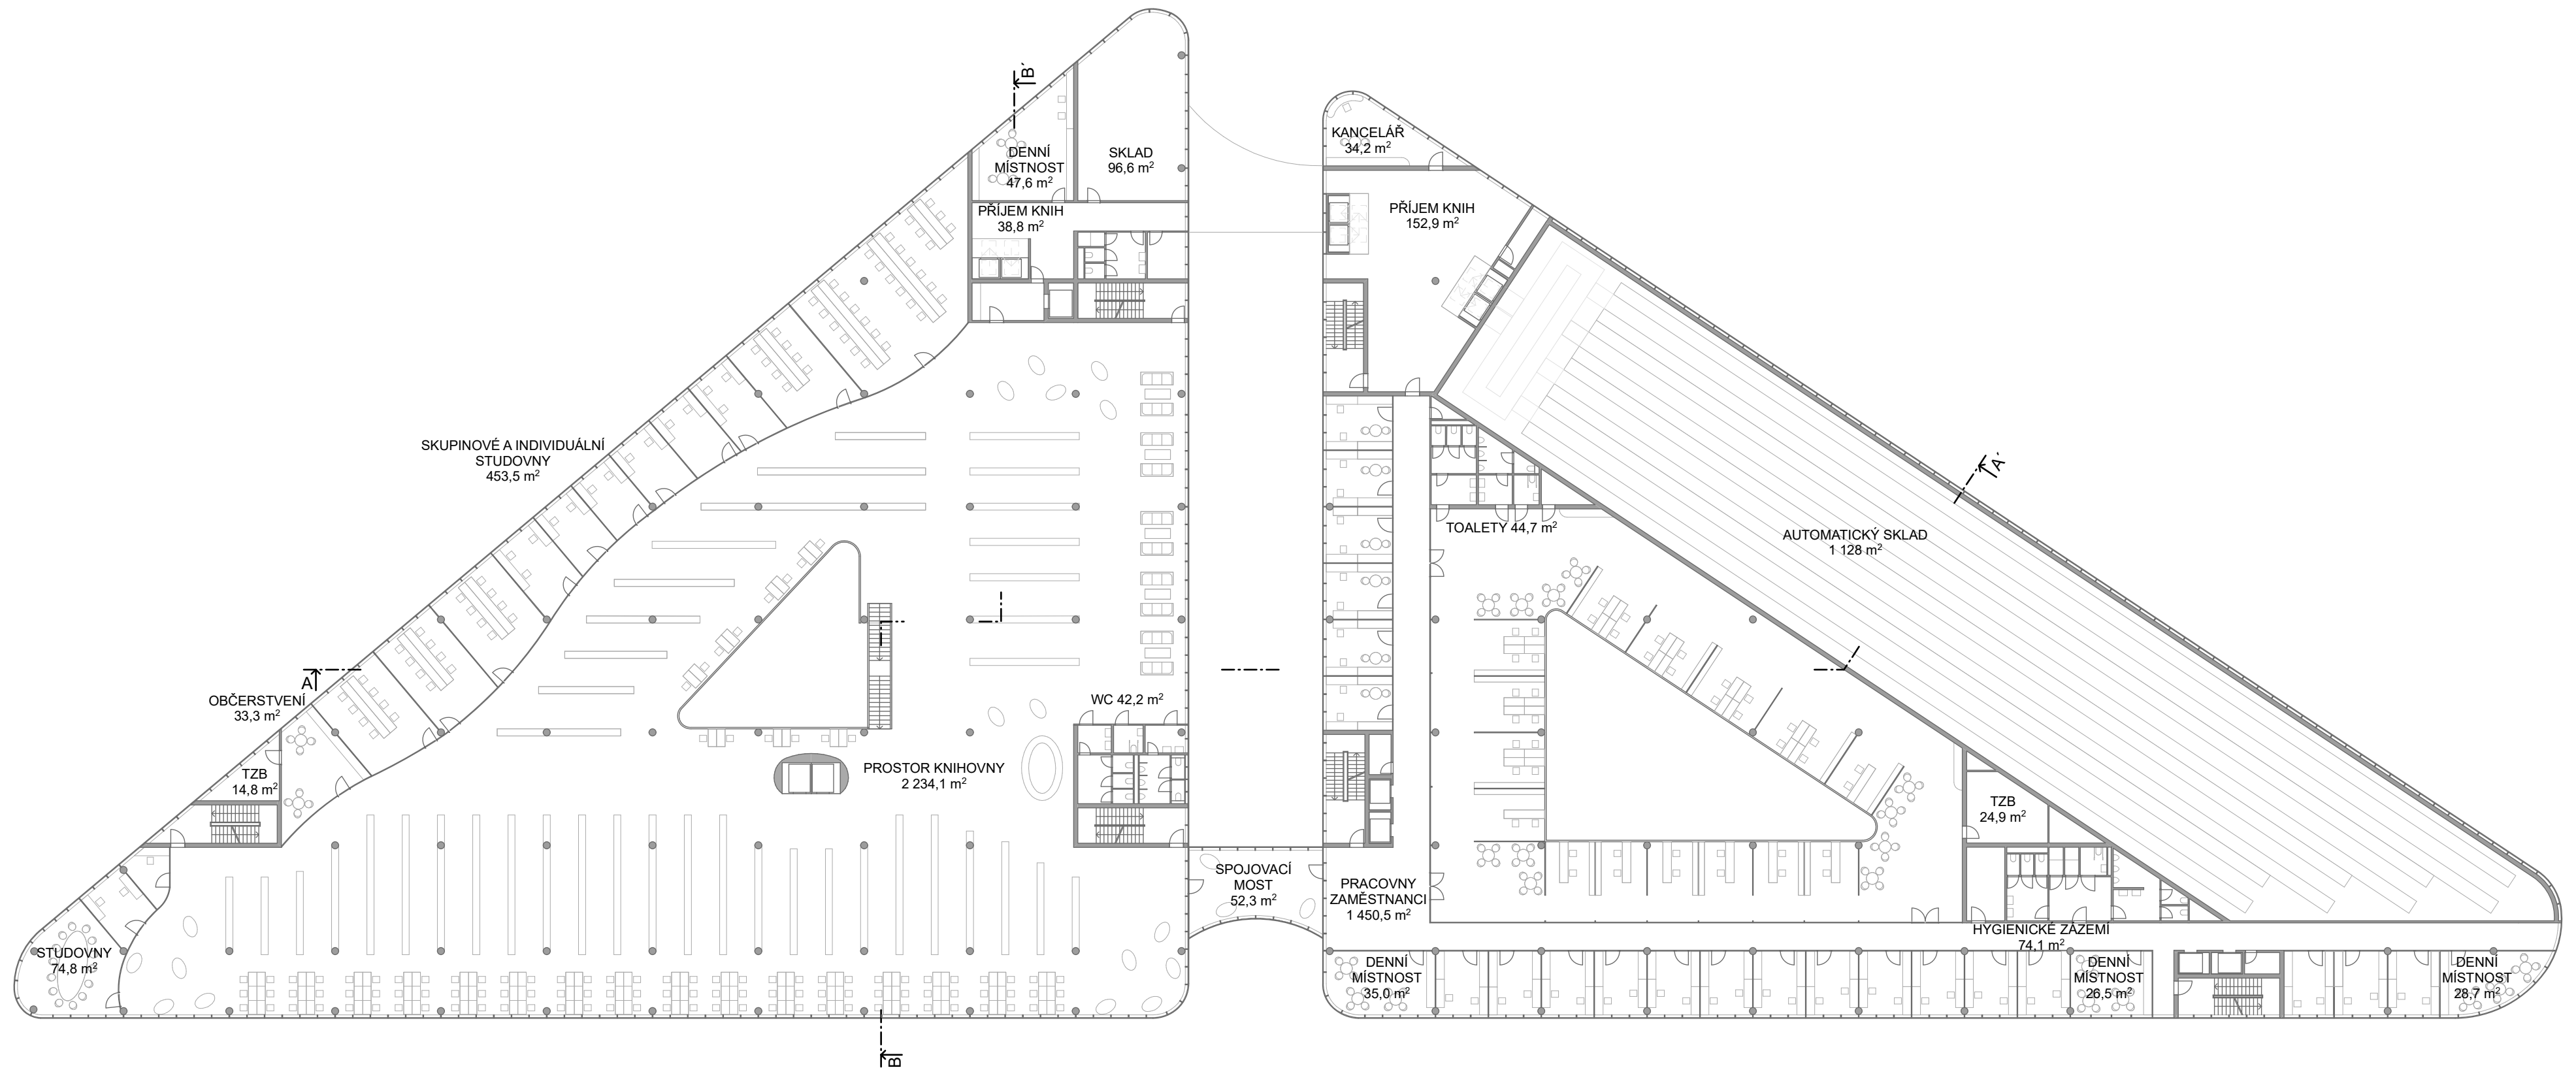 B´
DENNÍ
MÍSTNOST
47,6 m²
SKLAD
96,6 m²
PŘÍJEM KNIH
38,8 m²
KANCELÁŘ
34,2 m²
PŘÍJEM KNIH
152,9 m²
SKUPINOVÉ A INDIVIDUÁLNÍ
STUDOVNY
453,5 m²
A´
TOALETY 44,7 m²
AUTOMATICKÝ SKLAD
1 128 m²
A
OBČERSTVENÍ
33,3 m²
WC 42,2 m²
TZB
14,8 m²
PROSTOR KNIHOVNY
2 234,1 m²
TZB
24,9 m²
SPOJOVACÍ
MOST
52,3 m²
PRACOVNY
ZAMĚSTNANCI
1 450,5 m²
STUDOVNY
74,8 m²
HYGIENICKÉ ZÁZEMÍ
74,1 m²
DENNÍ
MÍSTNOST
35,0 m²
DENNÍ
MÍSTNOST
26,5 m²
DENNÍ
MÍSTNOST
28,7 m²
B